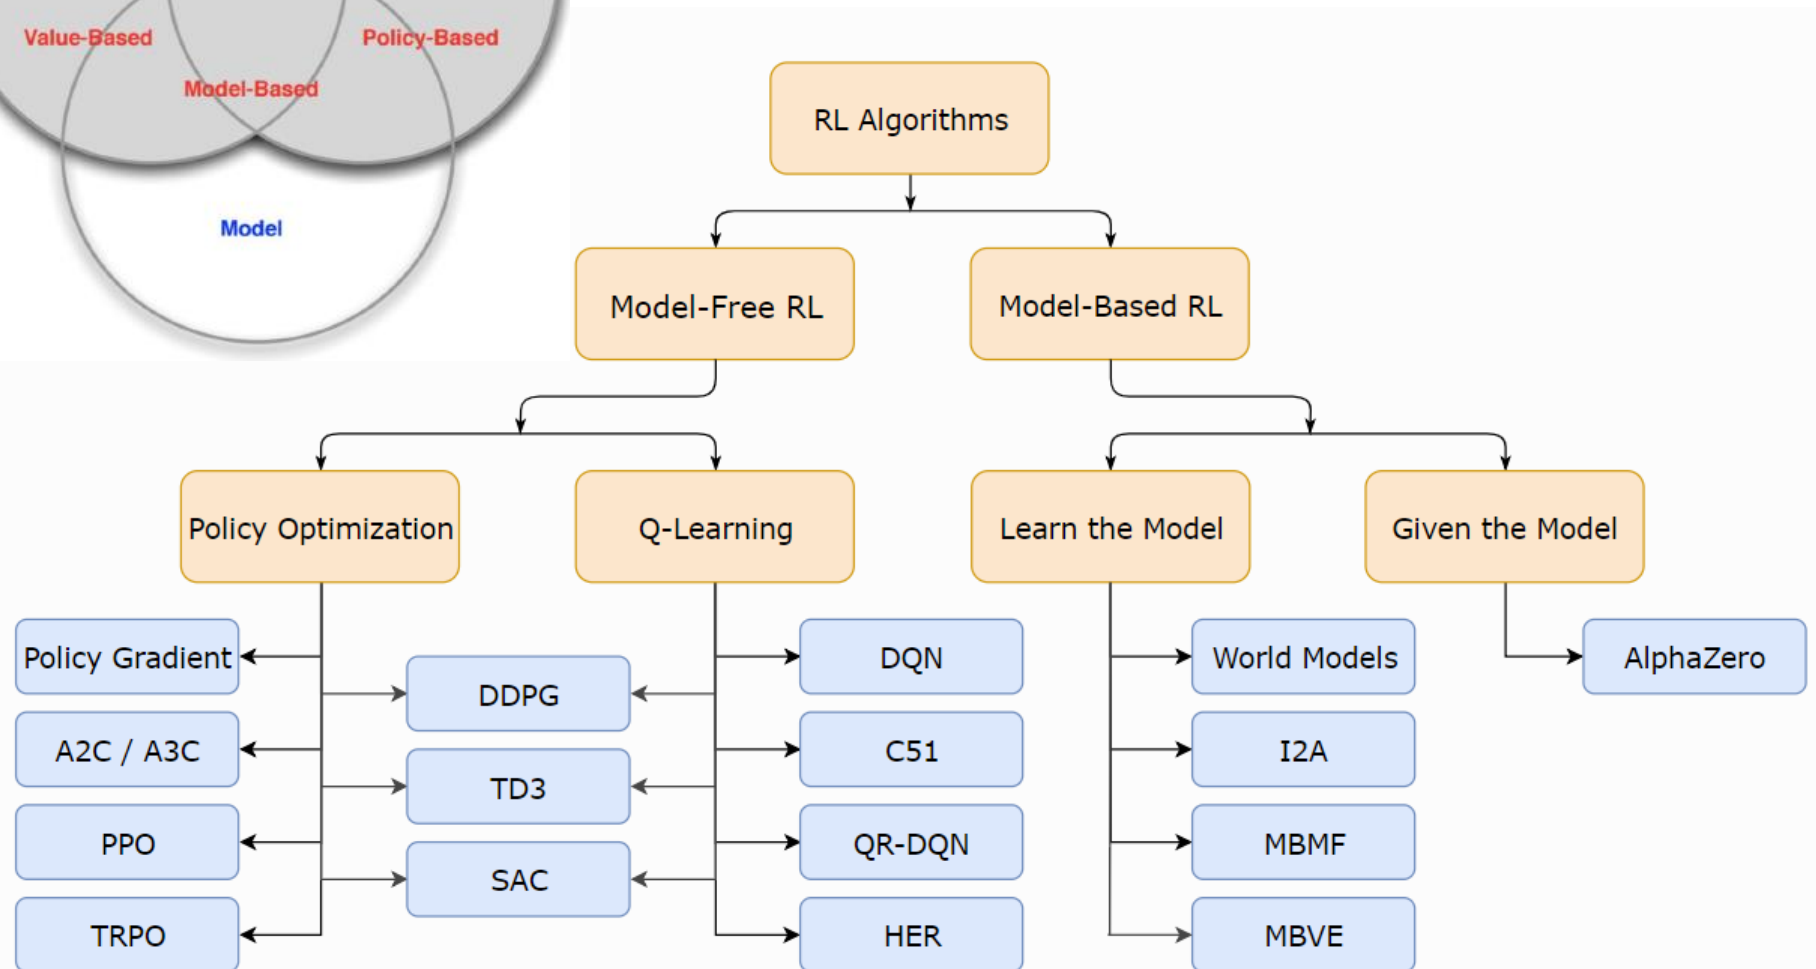 Value-Based
Policy-Based
Model-Based
Model
RL Algorithms
Model-Free RL
Model-Based RL
Policy Optimization
Q-Learning
Learn the Model
Given the Model
Policy Gradient
DDPG
DQN
World Models
AlphaZero
A2C / A3C
TD3
C51
I2A
PPO
SAC
QR-DQN
MBMF
TRPO
HER
MBVE